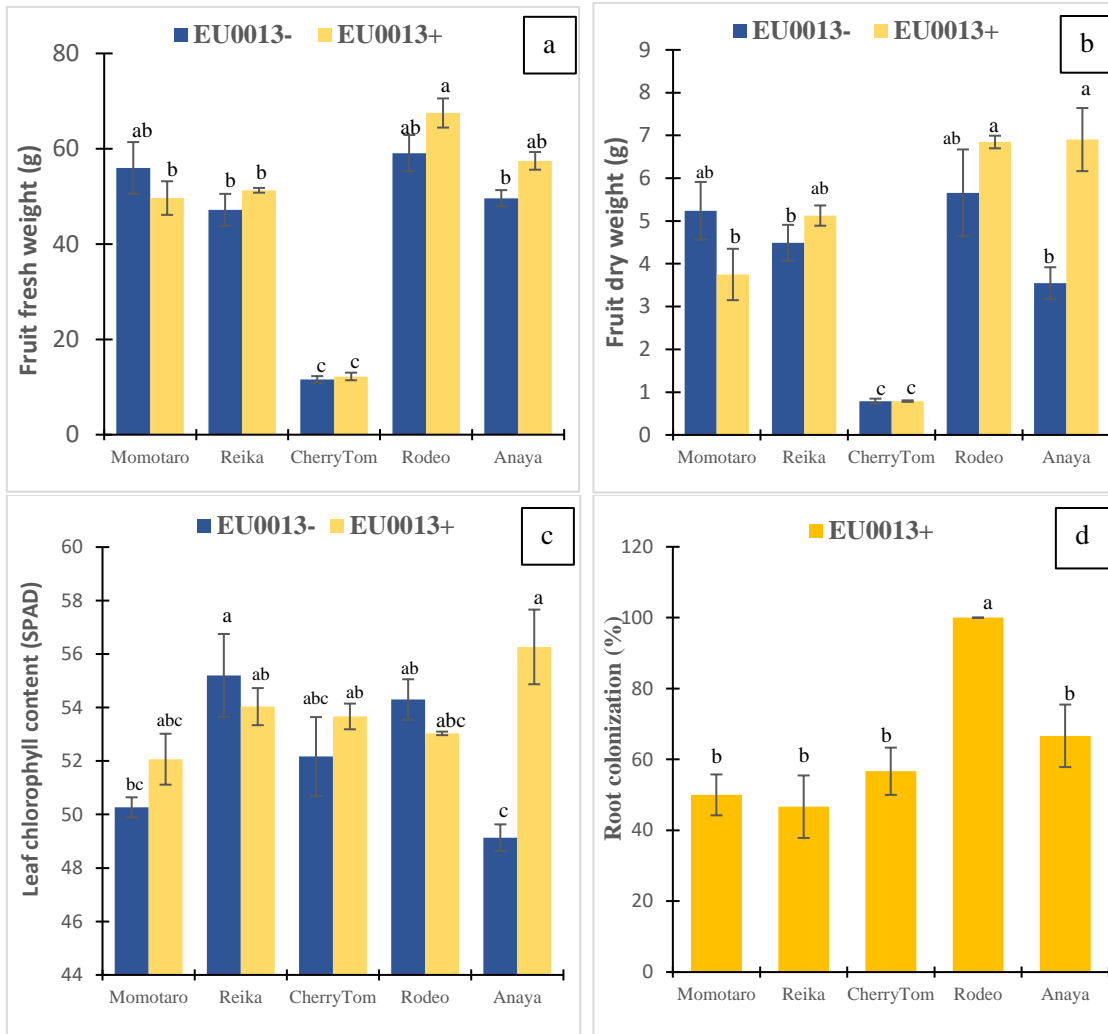 EU0013- EU0013+
a
Fruit fresh weight (g)
80
60
40
20
0
ab
b
b
b
c
c
ab
a
b
ab
Momotaro Reika CherryTom Rodeo Anaya
EU0013- EU0013+
b
Fruit dry weight (g)
9
8
7
6
5
4
3
2
1
0
ab
b
b
ab
c
c
ab
a
b
a
Momotaro Reika CherryTom Rodeo Anaya
EU0013- EU0013+
c
Leaf chlorophyll content (SPAD)
60
58
56
54
52
50
48
46
44
bc
abc
a
ab
abc
ab
ab
abc
c
a
Momotaro Reika CherryTom Rodeo Anaya
EU0013+
d
Root colonization (%)
120
100
80
60
40
20
0
b
b
b
a
b
Momotaro Reika CherryTom Rodeo Anaya